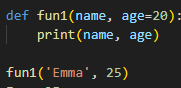 def fun1(name, age=20):
    print(name, age)
fun1('Emma', 25)